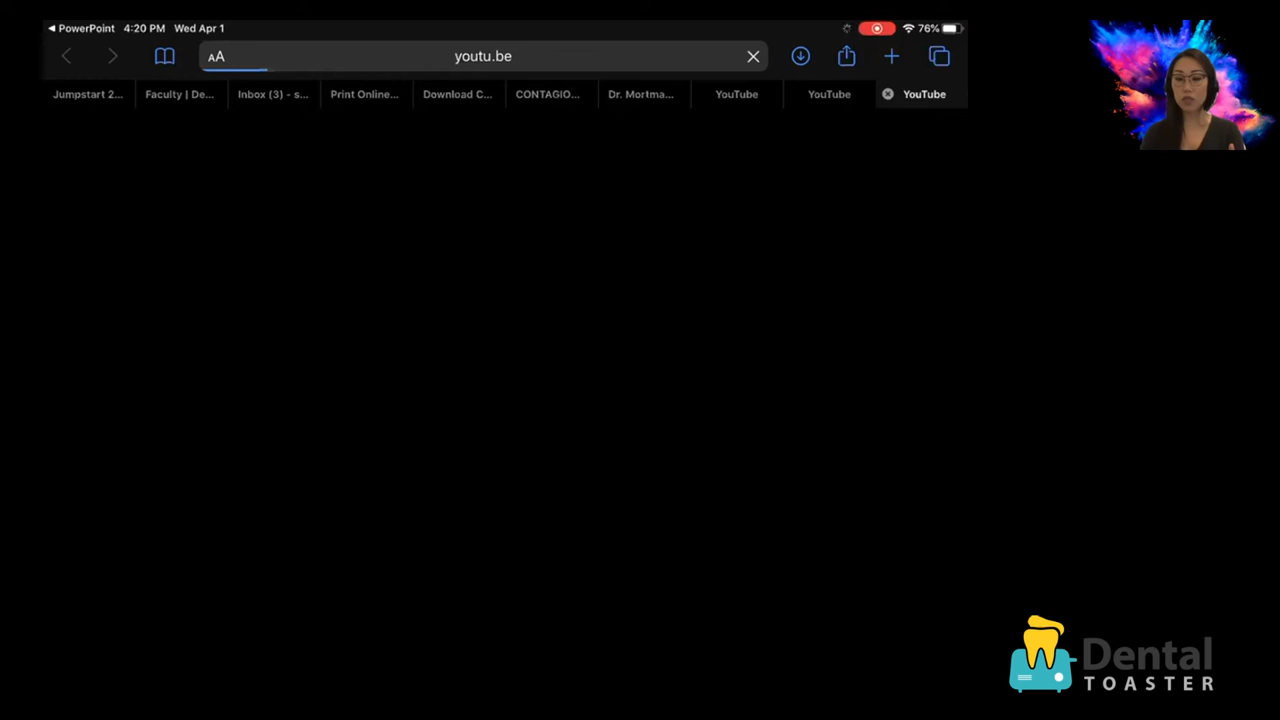 PowerPoint 4:20 PM Wed Apr 1 76%
AA youtu.be
Jumpstart 2... Faculty | De... Inbox (3) - s... Print Online... Download C... CONTAGIO... Dr. Mortma... YouTube YouTube YouTube
Dental
TOASTER